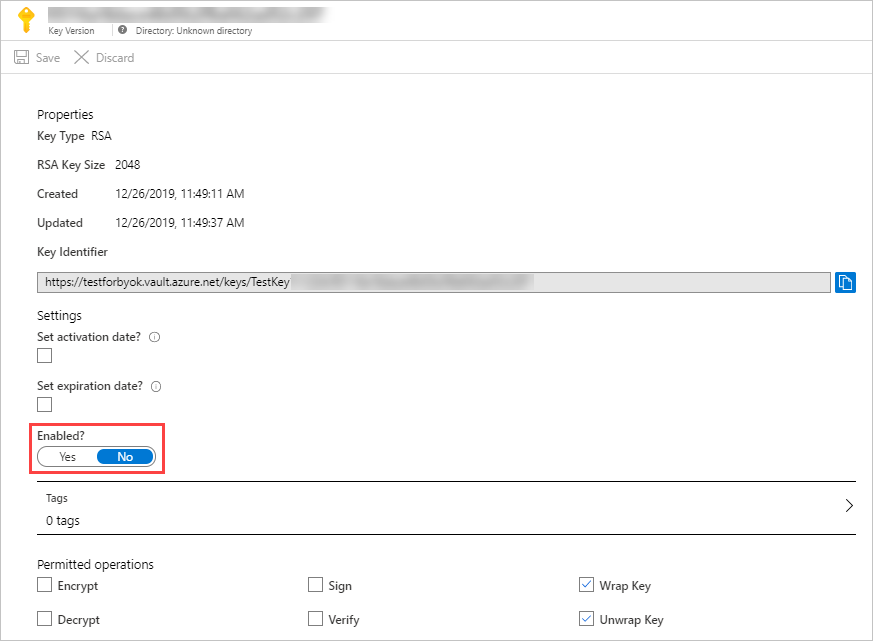 Key Version
Directory: Unknown directory
Save
Discard
Properties
Key Type RSA
RSA Key Size 2048
Created 12/26/2019, 11:49:11 AM
Updated 12/26/2019, 11:49:37 AM
Key Identifier
https://testforbyok.vault.azure.net/keys/TestKey
Settings
Set activation date?
Set expiration date?
Enabled?
Yes No
Tags
0 tags
Permitted operations
Encrypt Sign Wrap Key
Decrypt Verify Unwrap Key